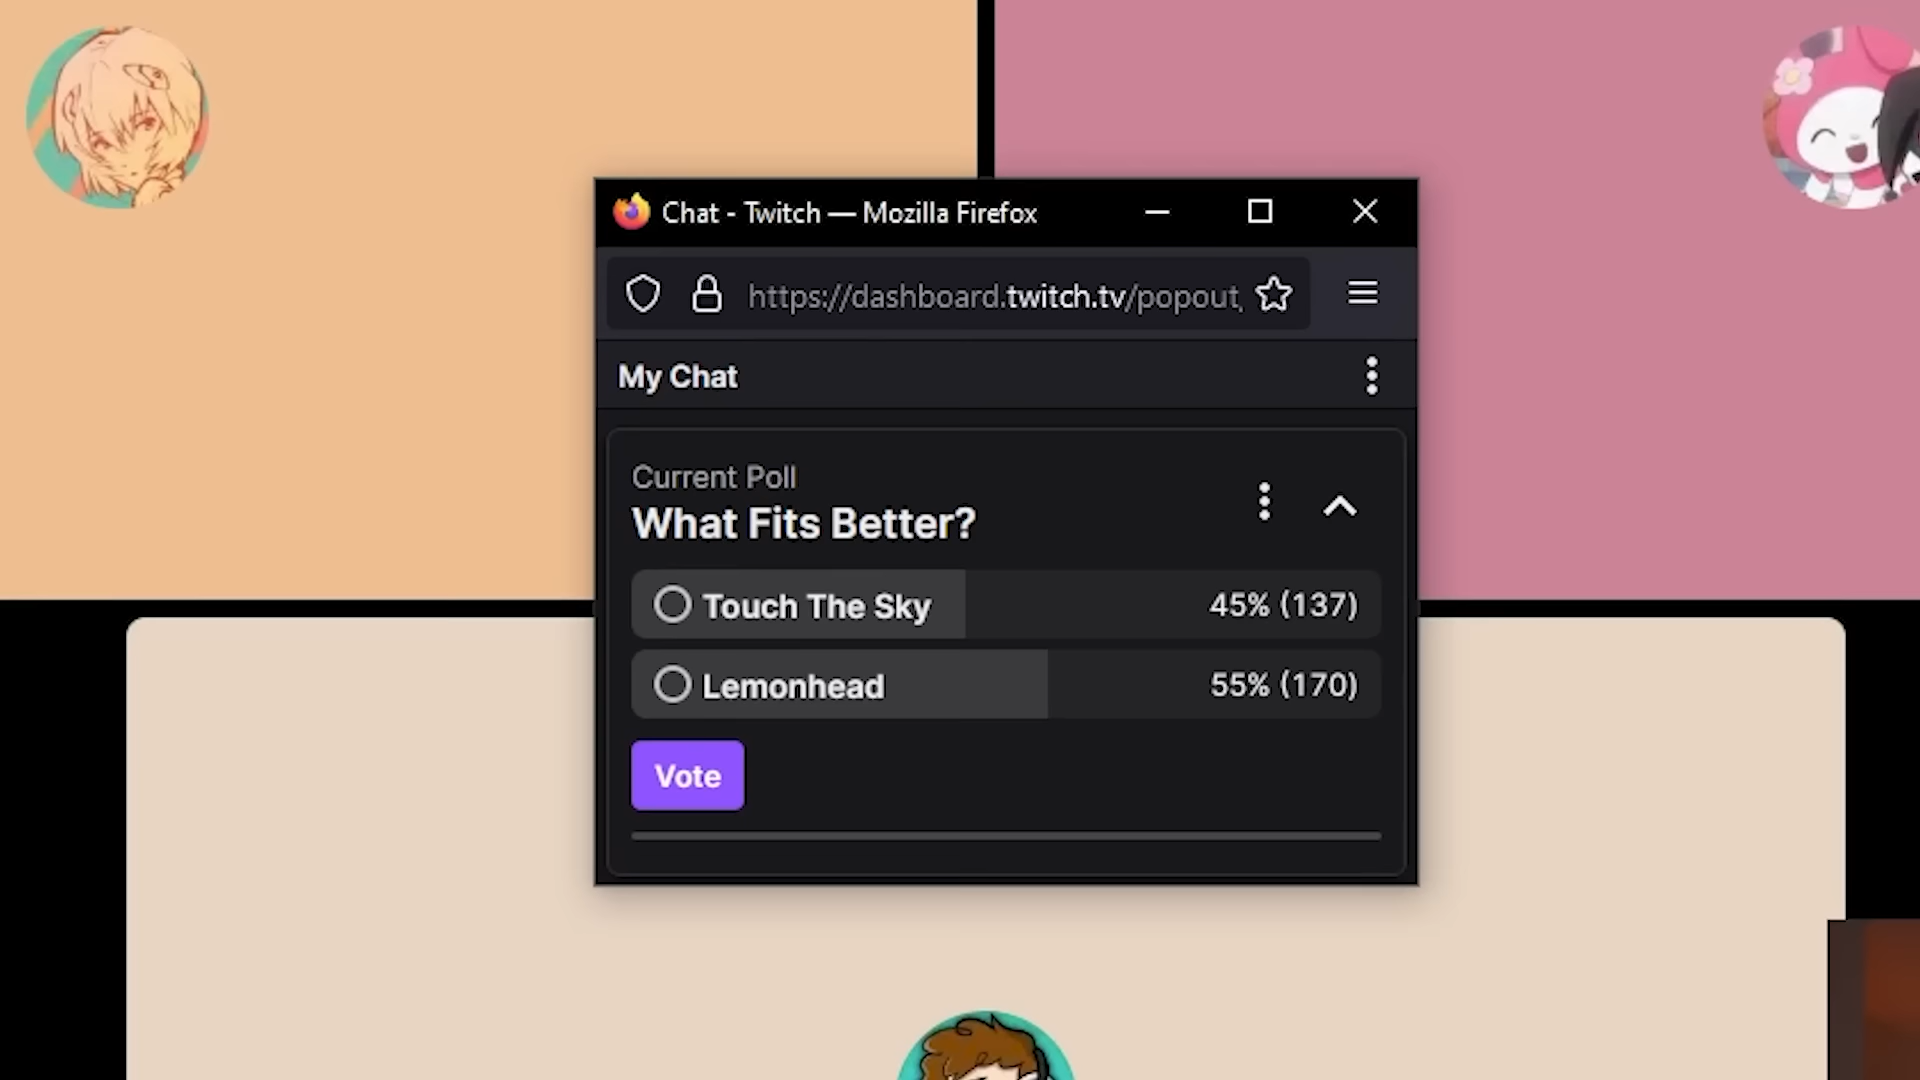 Chat - Twitch — Mozilla Firefox
https://dashboard.twitch.tv/popout
My Chat
Current Poll
What Fits Better?
Touch The Sky 45% (137)
Lemonhead 55% (170)
Vote